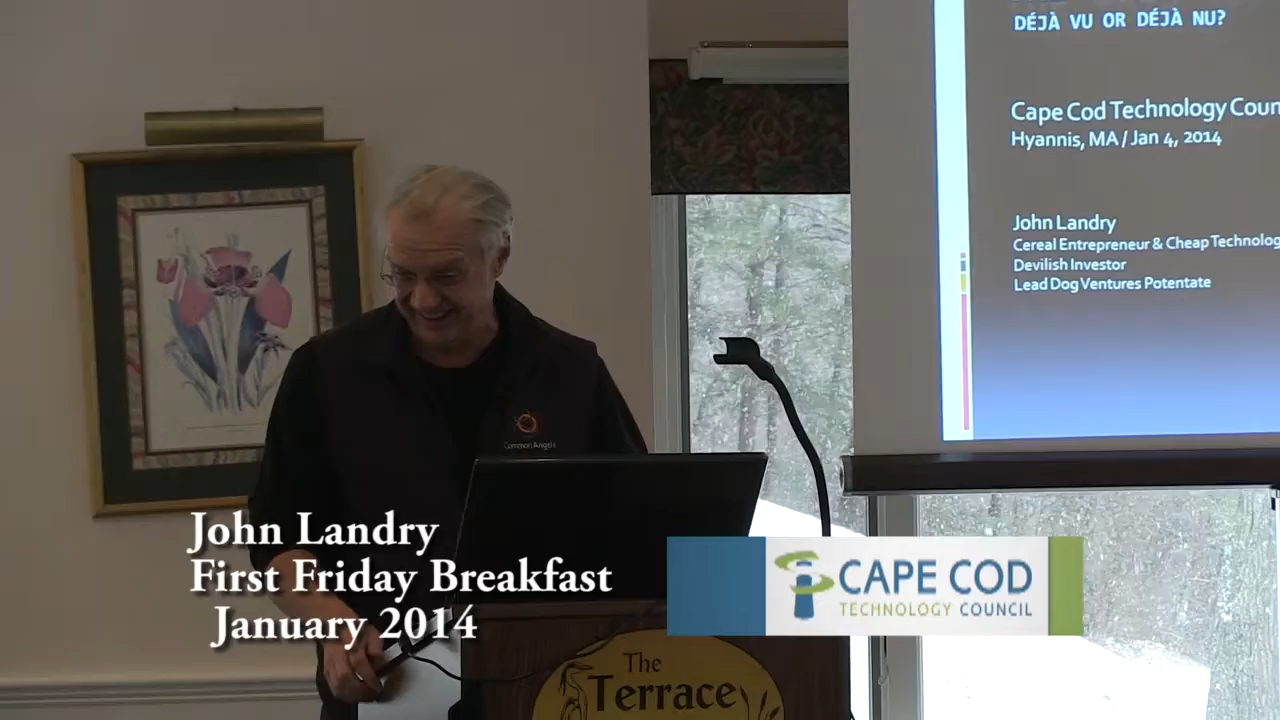 DÉJÀ VU OR DÉJÀ NU?
Cape Cod Technology Coun
Hyannis, MA / Jan 4, 2014
John Landry
Cereal Entrepreneur & Cheap Technolog
Devilish Investor
Lead Dog Ventures Potentate
Common Angels
John Landry
First Friday Breakfast
January 2014
CAPE COD
TECHNOLOGY COUNCIL
The
Terrace